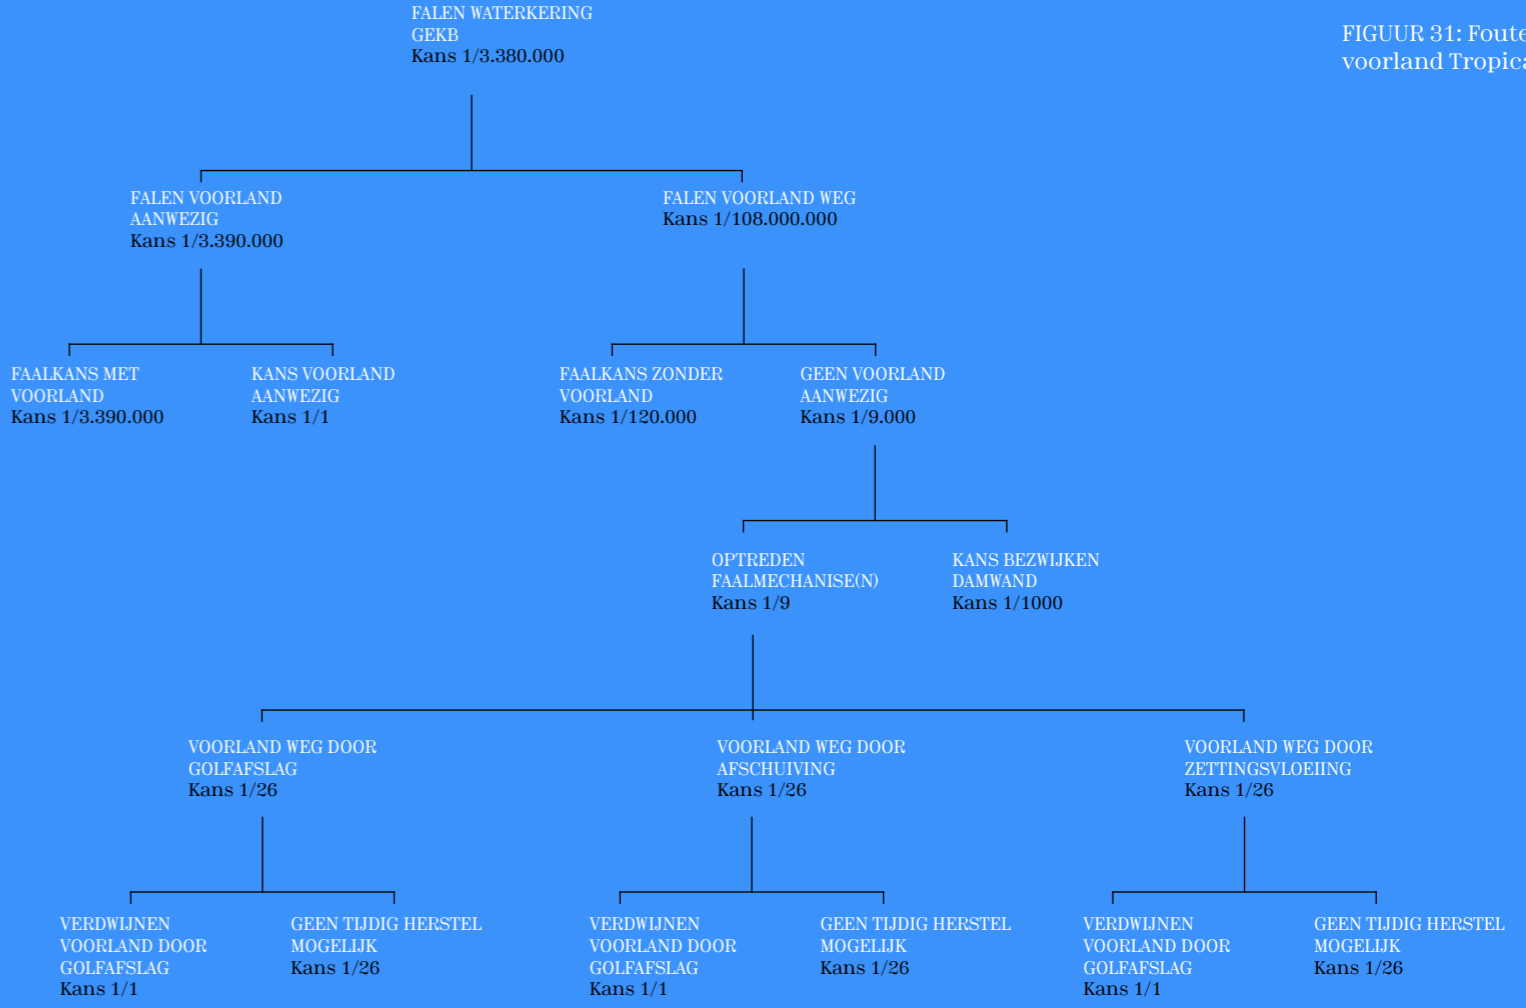 FALEN WATERKERING
GEKB
Kans 1/3.380.000
FIGUUR 31: Foute
voorland Tropica
FALEN VOORLAND
AANWEZIG
Kans 1/3.390.000
FALEN VOORLAND WEG
Kans 1/108.000.000
FAALKANS MET
VOORLAND
Kans 1/3.390.000
KANS VOORLAND
AANWEZIG
Kans 1/1
FAALKANS ZONDER
VOORLAND
Kans 1/120.000
GEEN VOORLAND
AANWEZIG
Kans 1/9.000
OPTREDEN
FAALMECHANISE(N)
Kans 1/9
KANS BEZWIJKEN
DAMWAND
Kans 1/1000
VOORLAND WEG DOOR
GOLFAFSLAG
Kans 1/26
VOORLAND WEG DOOR
AFSCHUIVING
Kans 1/26
VOORLAND WEG DOOR
ZETTINGSVLOEIING
Kans 1/26
VERDWIJNEN
VOORLAND DOOR
GOLFAFSLAG
Kans 1/1
GEEN TIJDIG HERSTEL
MOGELIJK
Kans 1/26
VERDWIJNEN
VOORLAND DOOR
GOLFAFSLAG
Kans 1/1
GEEN TIJDIG HERSTEL
MOGELIJK
Kans 1/26
VERDWIJNEN
VOORLAND DOOR
GOLFAFSLAG
Kans 1/1
GEEN TIJDIG HERSTEL
MOGELIJK
Kans 1/26